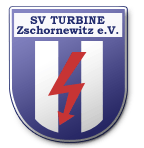 SV TURBINE
Zschornewitz e.V.